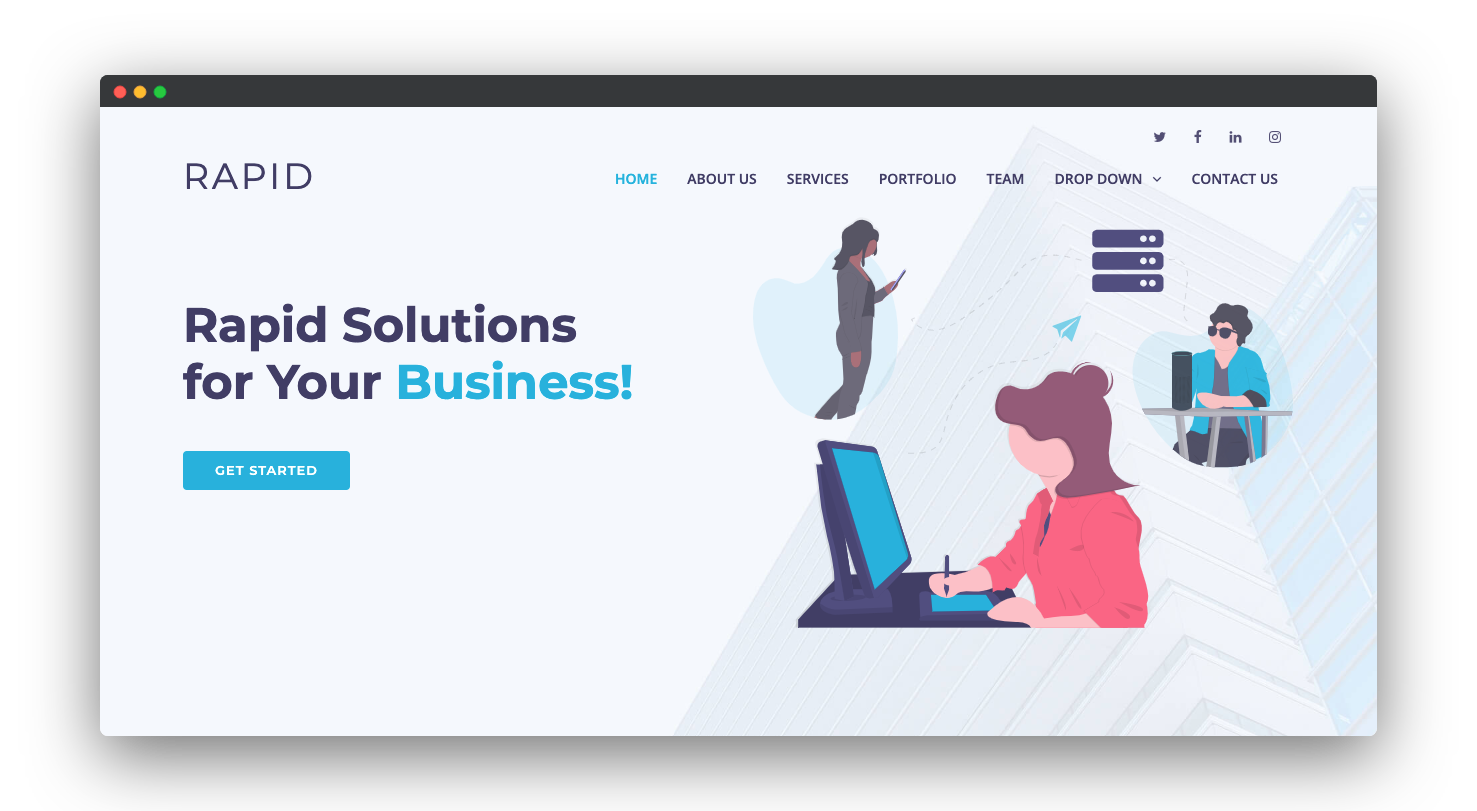 RAPID
HOME ABOUT US SERVICES PORTFOLIO TEAM DROP DOWN CONTACT US
Rapid Solutions
for Your Business!
GET STARTED